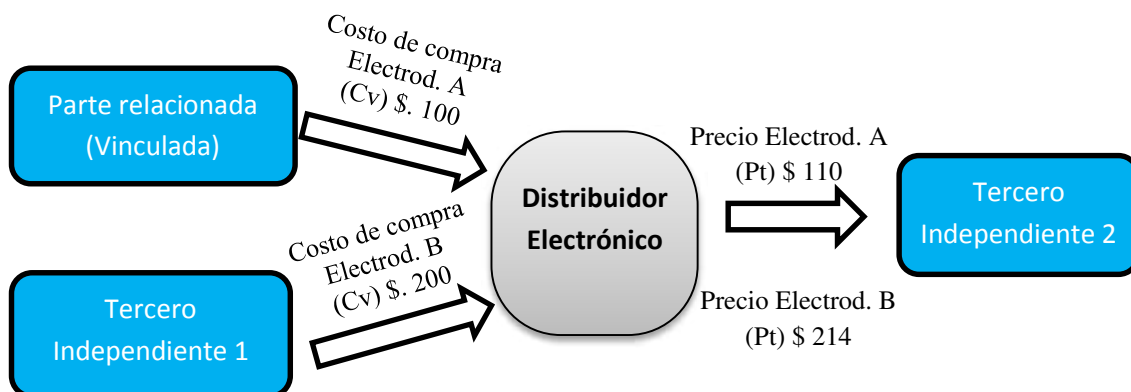 Parte relacionada
(Vinculada)
Costo de compra
Electrod. A
(Cv) $. 100
Tercero
Independiente 1
Costo de compra
Electrod. B
(Cv) $. 200
Distribuidor
Electrónico
Precio Electrod. A
(Pt) $ 110
Precio Electrod. B
(Pt) $ 214
Tercero
Independiente 2